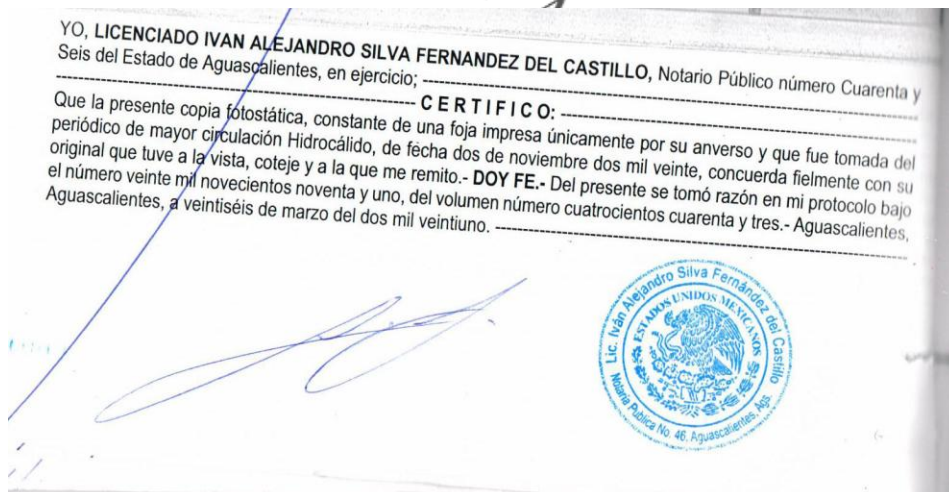 YO, LICENCIADO IVAN ALEJANDRO SILVA FERNANDEZ DEL CASTILLO, Notario Público número Cuarenta y
Seis del Estado de Aguascalientes, en ejercicio; ------------------------------
------------------------------ C E R T I F I C O: ------------------------------
Que la presente copia fotostática, constante de una foja impresa únicamente por su anverso y que fue tomada del
periódico de mayor circulación Hidrocálido, de fecha dos de noviembre dos mil veinte, concuerda fielmente con su
original que tuve a la vista, coteje y a la que me remito.- DOY FE.- Del presente se tomó razón en mi protocolo bajo
el número veinte mil novecientos noventa y uno, del volumen número cuatrocientos cuarenta y tres.- Aguascalientes,
Aguascalientes, a veintiséis de marzo del dos mil veintiuno. ------------------------------
Lic. Iván Alejandro Silva Fernández del Castillo
ESTADOS UNIDOS MEXICANOS
Notaría Pública No. 46, Aguascalientes, Ags.